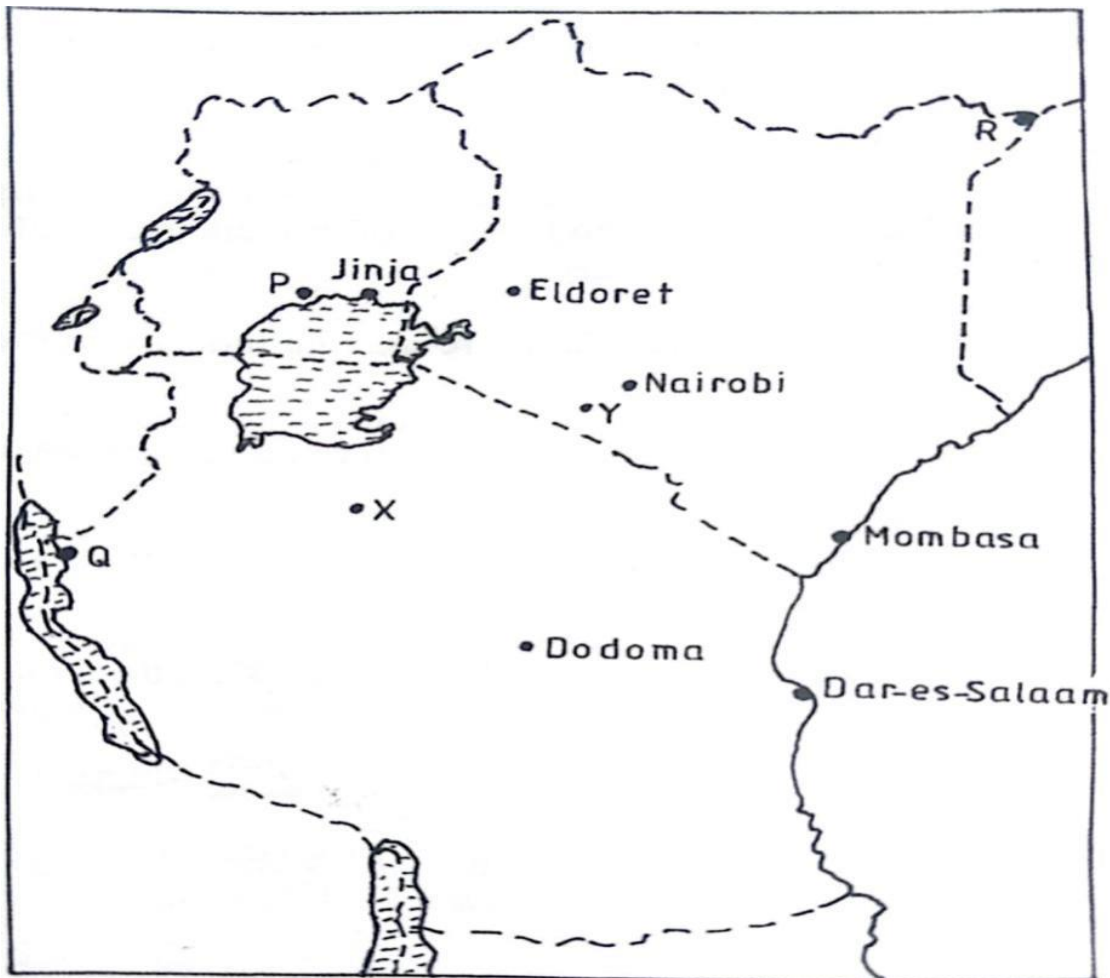 R
P
Jinja
Eldoret
Nairobi
Y
X
Mombasa
Q
Dodoma
Dar-es-Salaam